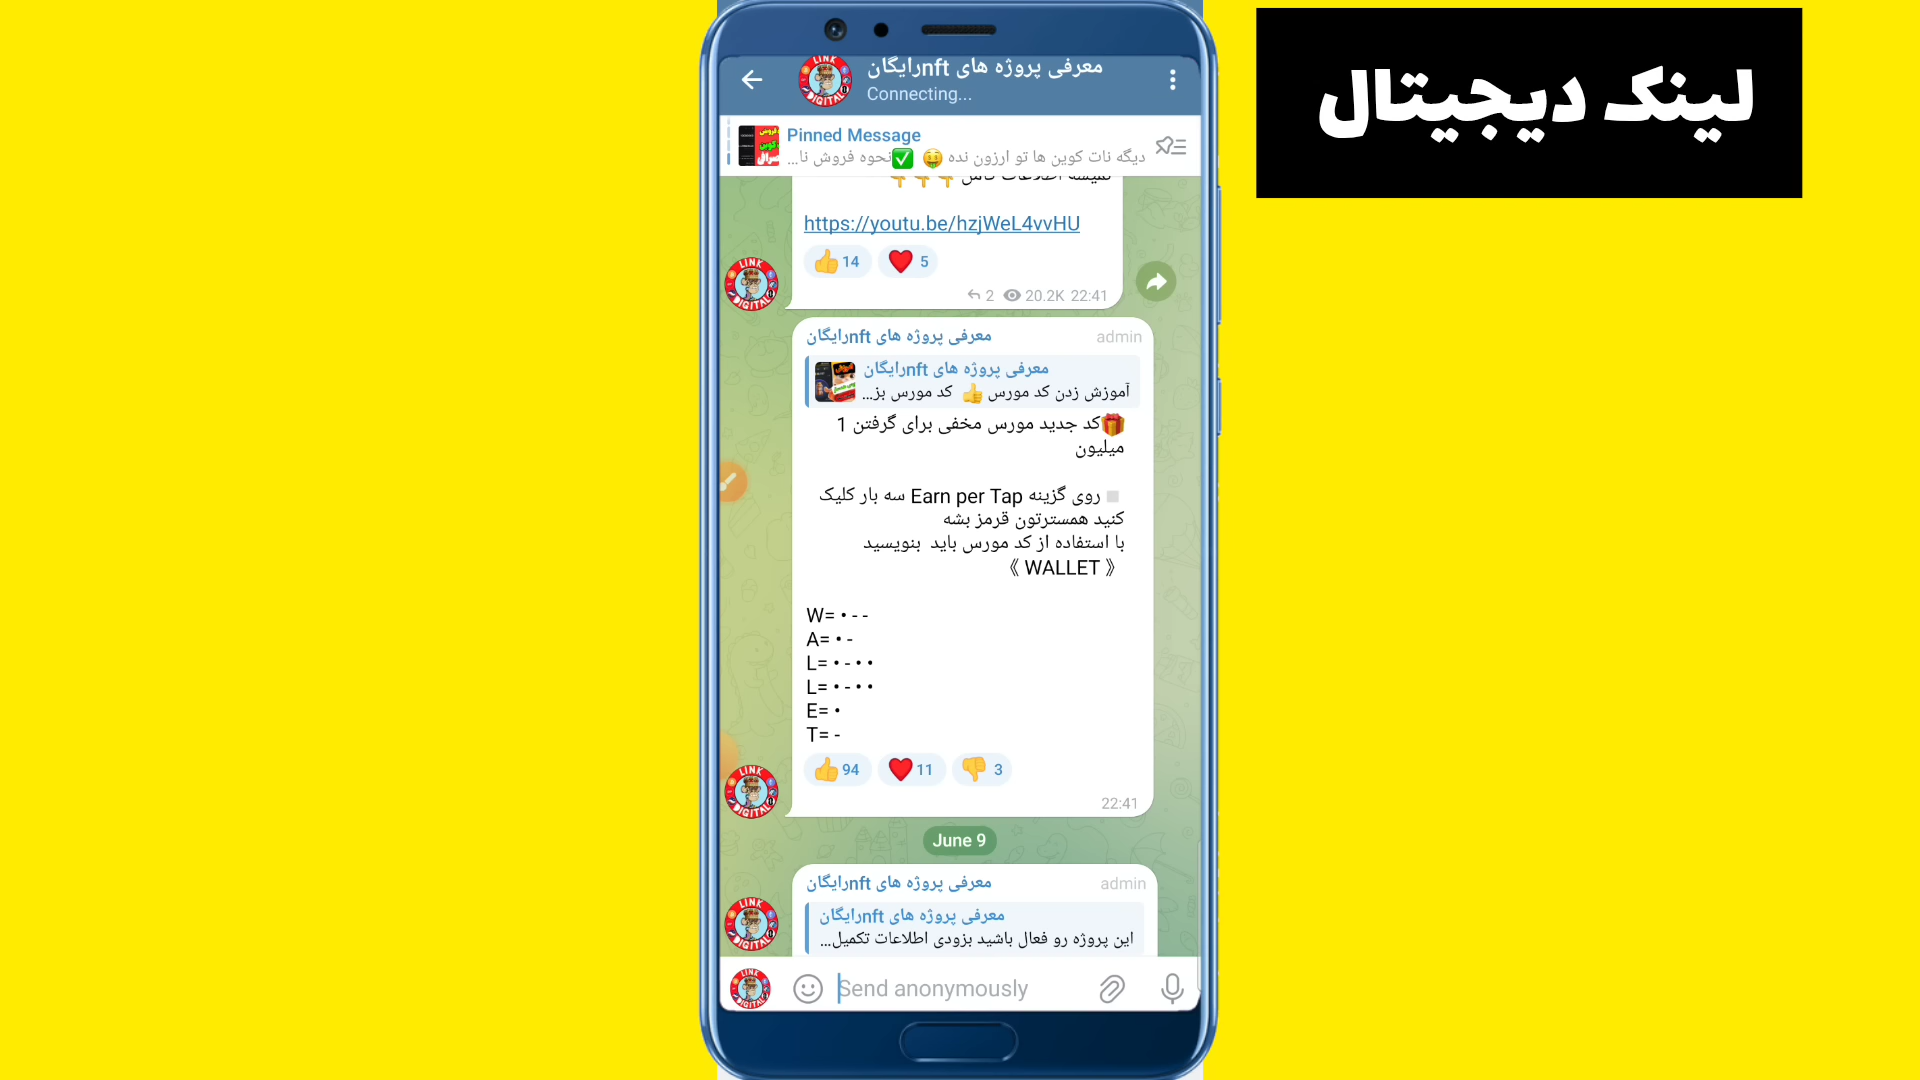 لینک دیجیتال
معرفی پروژه های nftرایگان
Connecting...
Pinned Message
دیگه نات کوین ها تو ارزون نده 🤑 ✅نحوه فروش نا...
https://youtu.be/hzjWeL4vvHU
👍 14 ❤️ 5
2 20.2K 22:41
معرفی پروژه های nftرایگان admin
معرفی پروژه های nftرایگان
آموزش زدن کد مورس 👍 کد مورس بز...
🎁کد جدید مورس مخفی برای گرفتن 1
میلیون
◽ روی گزینه Earn per Tap سه بار کلیک
کنید همسترتون قرمز بشه
با استفاده از کد مورس باید بنویسید
《 WALLET 》
W= • - -
A= • -
L= • - • •
L= • - • •
E= •
T= -
👍 94 ❤️ 11 👎 3
22:41
June 9
معرفی پروژه های nftرایگان admin
معرفی پروژه های nftرایگان
این پروژه رو فعال باشید بزودی اطلاعات تکمیل...
Send anonymously
LINK DIGITAL